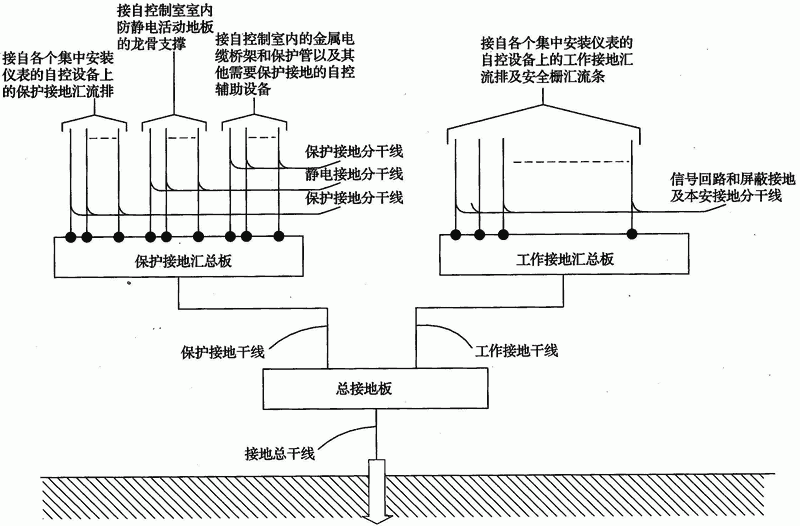 接自控制室室内
防静电活动地板
的龙骨支撑
接自各个集中安装
仪表的自控设备上
的保护接地汇流排
接自控制室内的金属电
缆桥架和保护管以及其
他需要保护接地的自控
辅助设备
接自各个集中安装仪表的
自控设备上的工作接地汇
流排及安全栅汇流条
保护接地分干线
静电接地分干线
保护接地分干线
信号回路和屏蔽接地
及本安接地分干线
保护接地汇总板
工作接地汇总板
保护接地干线
工作接地干线
总接地板
接地总干线